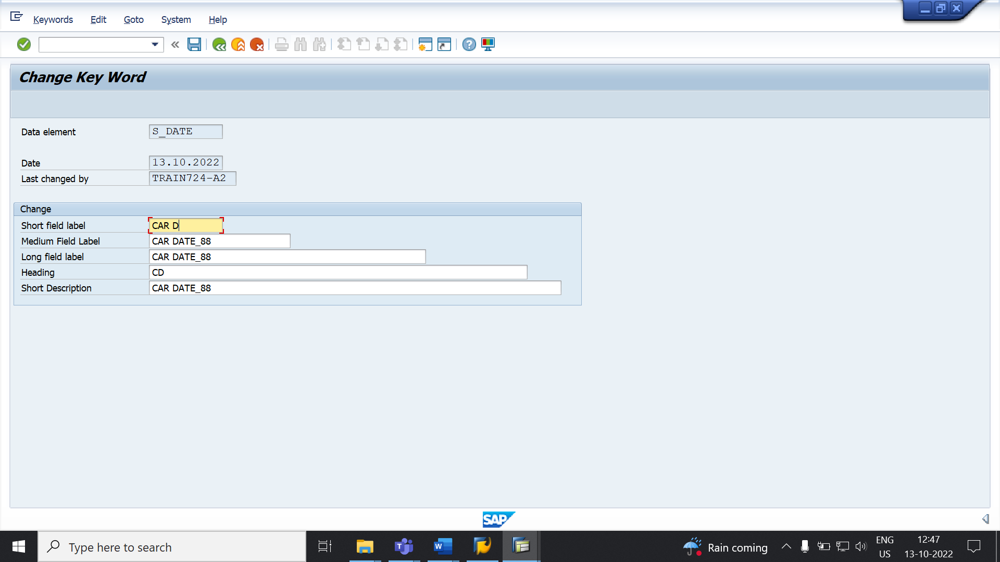 Keywords Edit Goto System Help
Change Key Word
Data element S_DATE
Date 13.10.2022
Last changed by TRAIN724-A2
Change
Short field label CAR D
Medium Field Label CAR DATE_88
Long field label CAR DATE_88
Heading CD
Short Description CAR DATE_88
SAP
Type here to search
Rain coming
ENG
US
12:47
13-10-2022